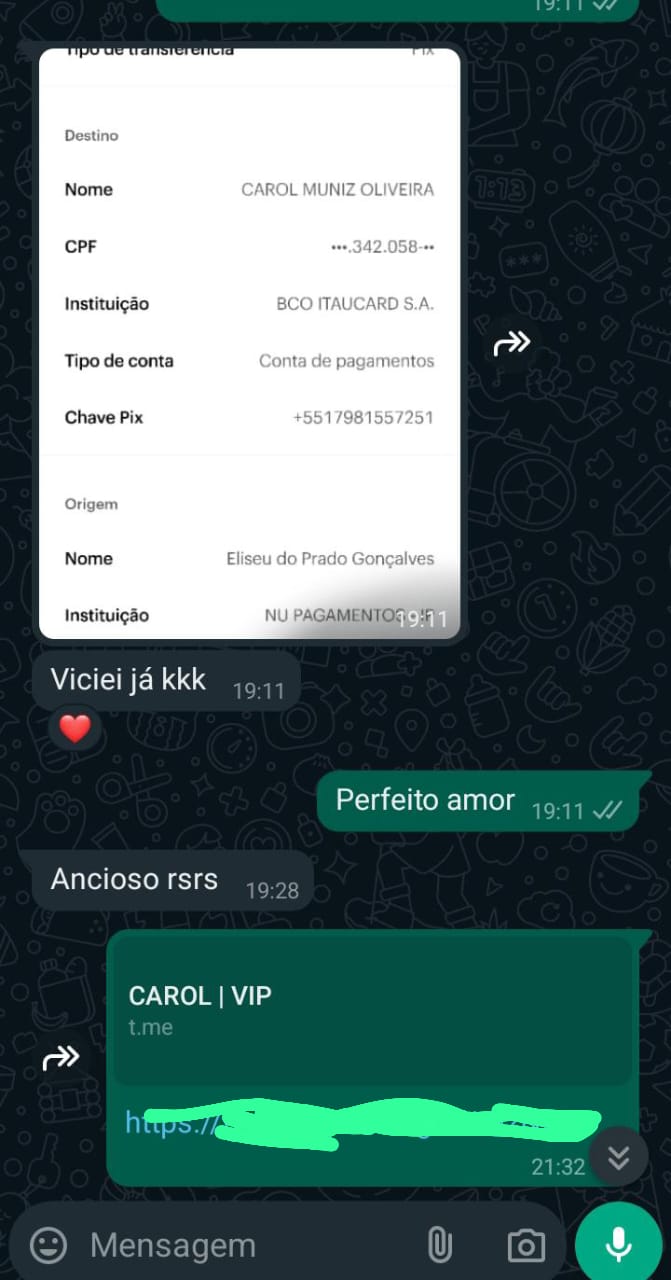 19:11
Tipo de transferência Pix
Destino
Nome CAROL MUNIZ OLIVEIRA
CPF •••.342.058-••
Instituição BCO ITAUCARD S.A.
Tipo de conta Conta de pagamentos
Chave Pix +5517981557251
Origem
Nome Eliseu do Prado Gonçalves
Instituição NU PAGAMENTOS - IP
19:11
Viciei já kkk 19:11
Perfeito amor 19:11
Ancioso rsrs 19:28
CAROL | VIP
t.me
https://
21:32
Mensagem